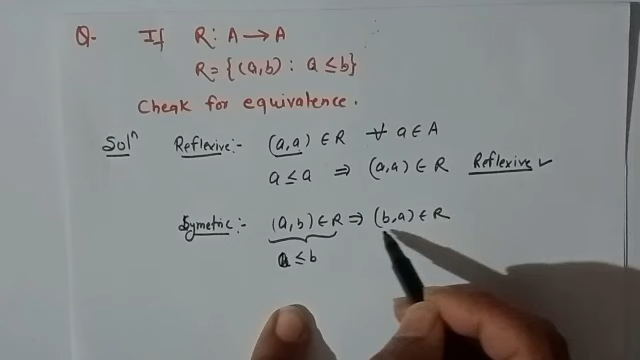 Q- If R: A → A
R = {(a,b) : a ≤ b}
Cheak for equivalence.
Solⁿ Reflexive:- (a,a) ∈ R ∀ a ∈ A
a ≤ a ⇒ (a,a) ∈ R Reflexive ✓
Symetric:- (a,b) ∈ R ⇒ (b,a) ∈ R
a ≤ b